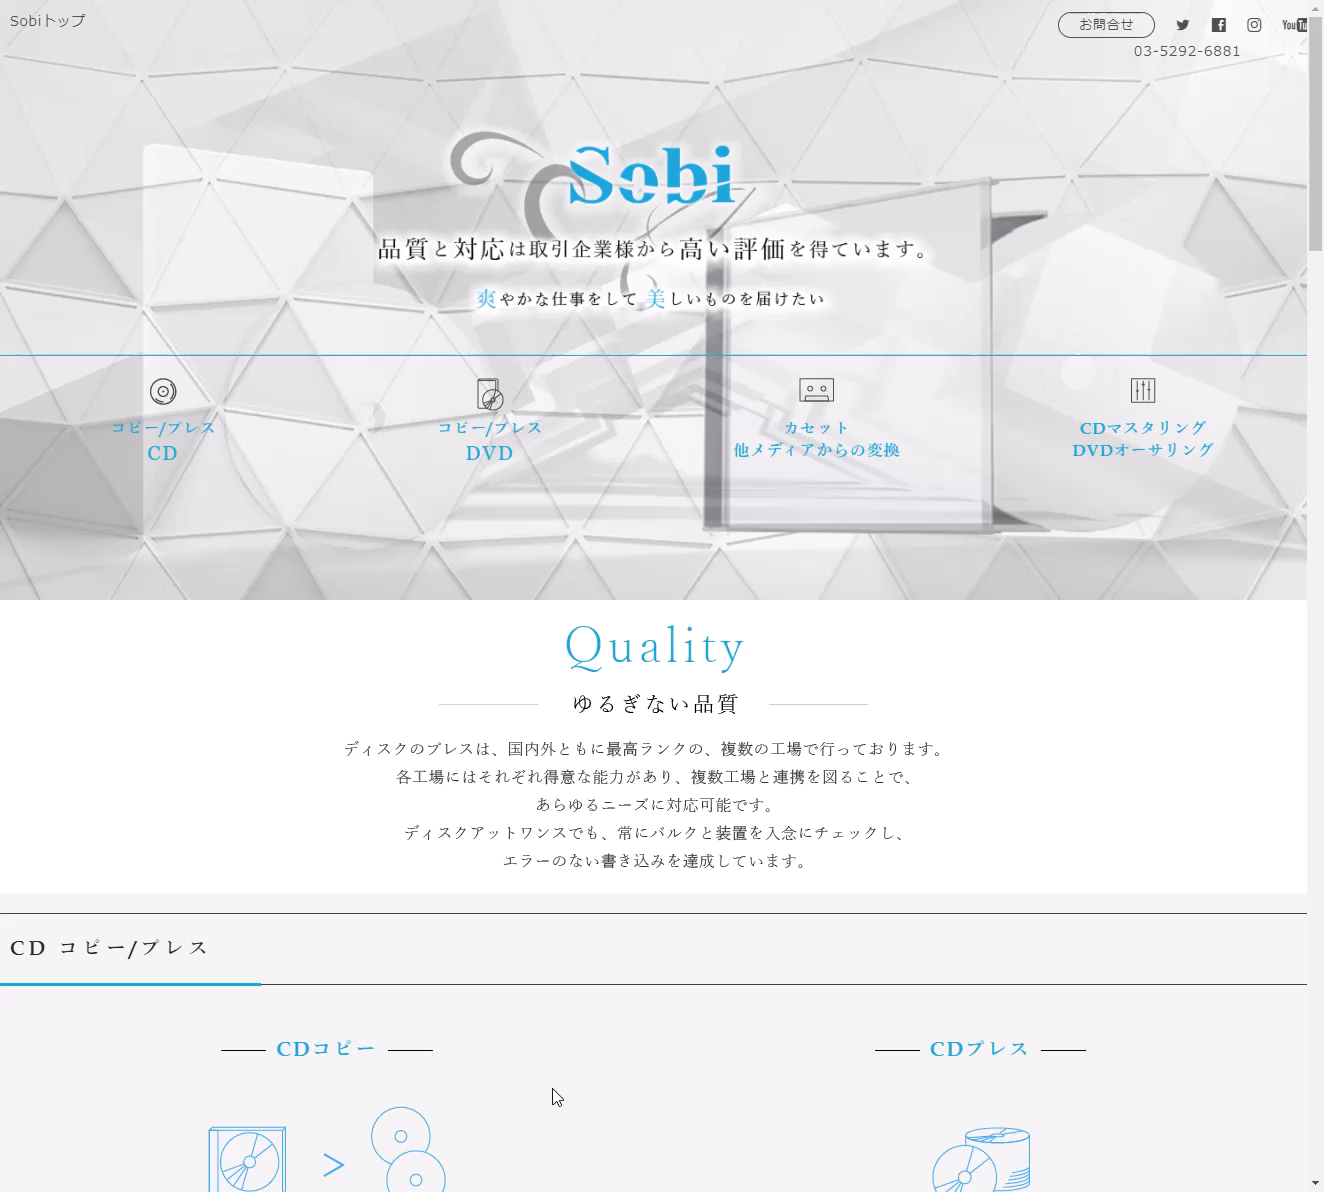 Sobiトップ
お問合せ
You Tu
03-5292-6881
Sobi
品質と対応は取引企業様から高い評価を得ています。
爽やかな仕事をして 美しいものを届けたい
コピー/プレス
CD
コピー/プレス
DVD
カセット
他メディアからの変換
CDマスタリング
DVDオーサリング
Quality
ゆるぎない品質
ディスクのプレスは、国内外ともに最高ランクの、複数の工場で行っております。
各工場にはそれぞれ得意な能力があり、複数工場と連携を図ることで、
あらゆるニーズに対応可能です。
ディスクアットワンスでも、常にバルクと装置を入念にチェックし、
エラーのない書き込みを達成しています。
CD コピー/プレス
CDコピー
CDプレス